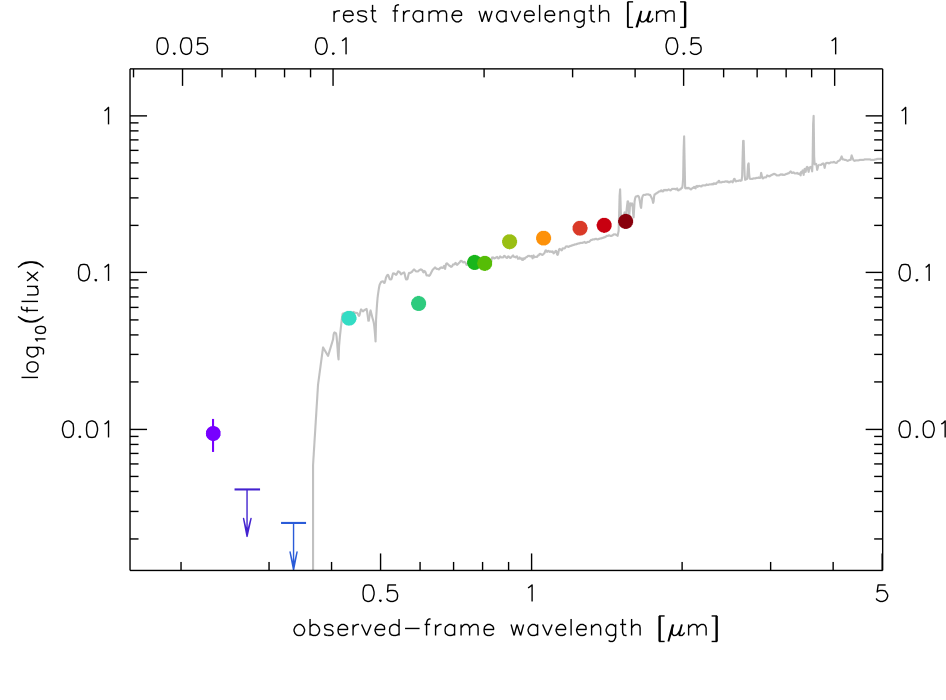 rest frame wavelength [μm]
0.05 0.1 0.5 1
1 1
0.1 0.1
log10(flux)
0.01 0.01
0.5 1 5
observed-frame wavelength [μm]